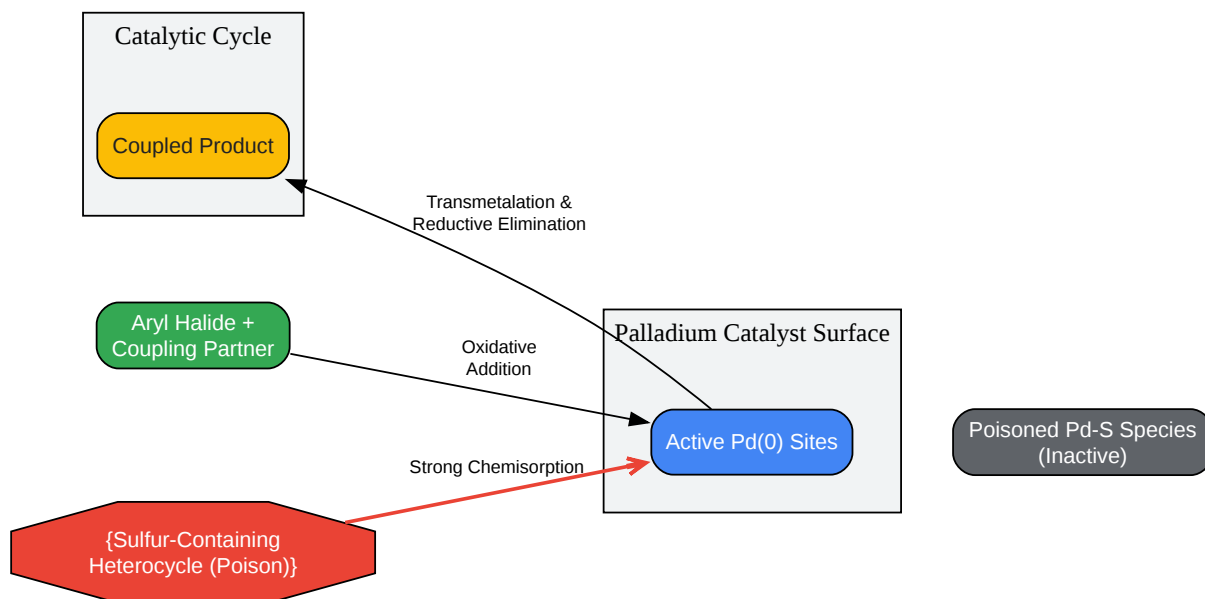 Catalytic Cycle
Coupled Product
Transmetalation &
Reductive Elimination
Aryl Halide +
Coupling Partner
Oxidative
Addition
Palladium Catalyst Surface
Active Pd(0) Sites
Poisoned Pd-S Species
(Inactive)
Strong Chemisorption
{Sulfur-Containing
Heterocycle (Poison)}